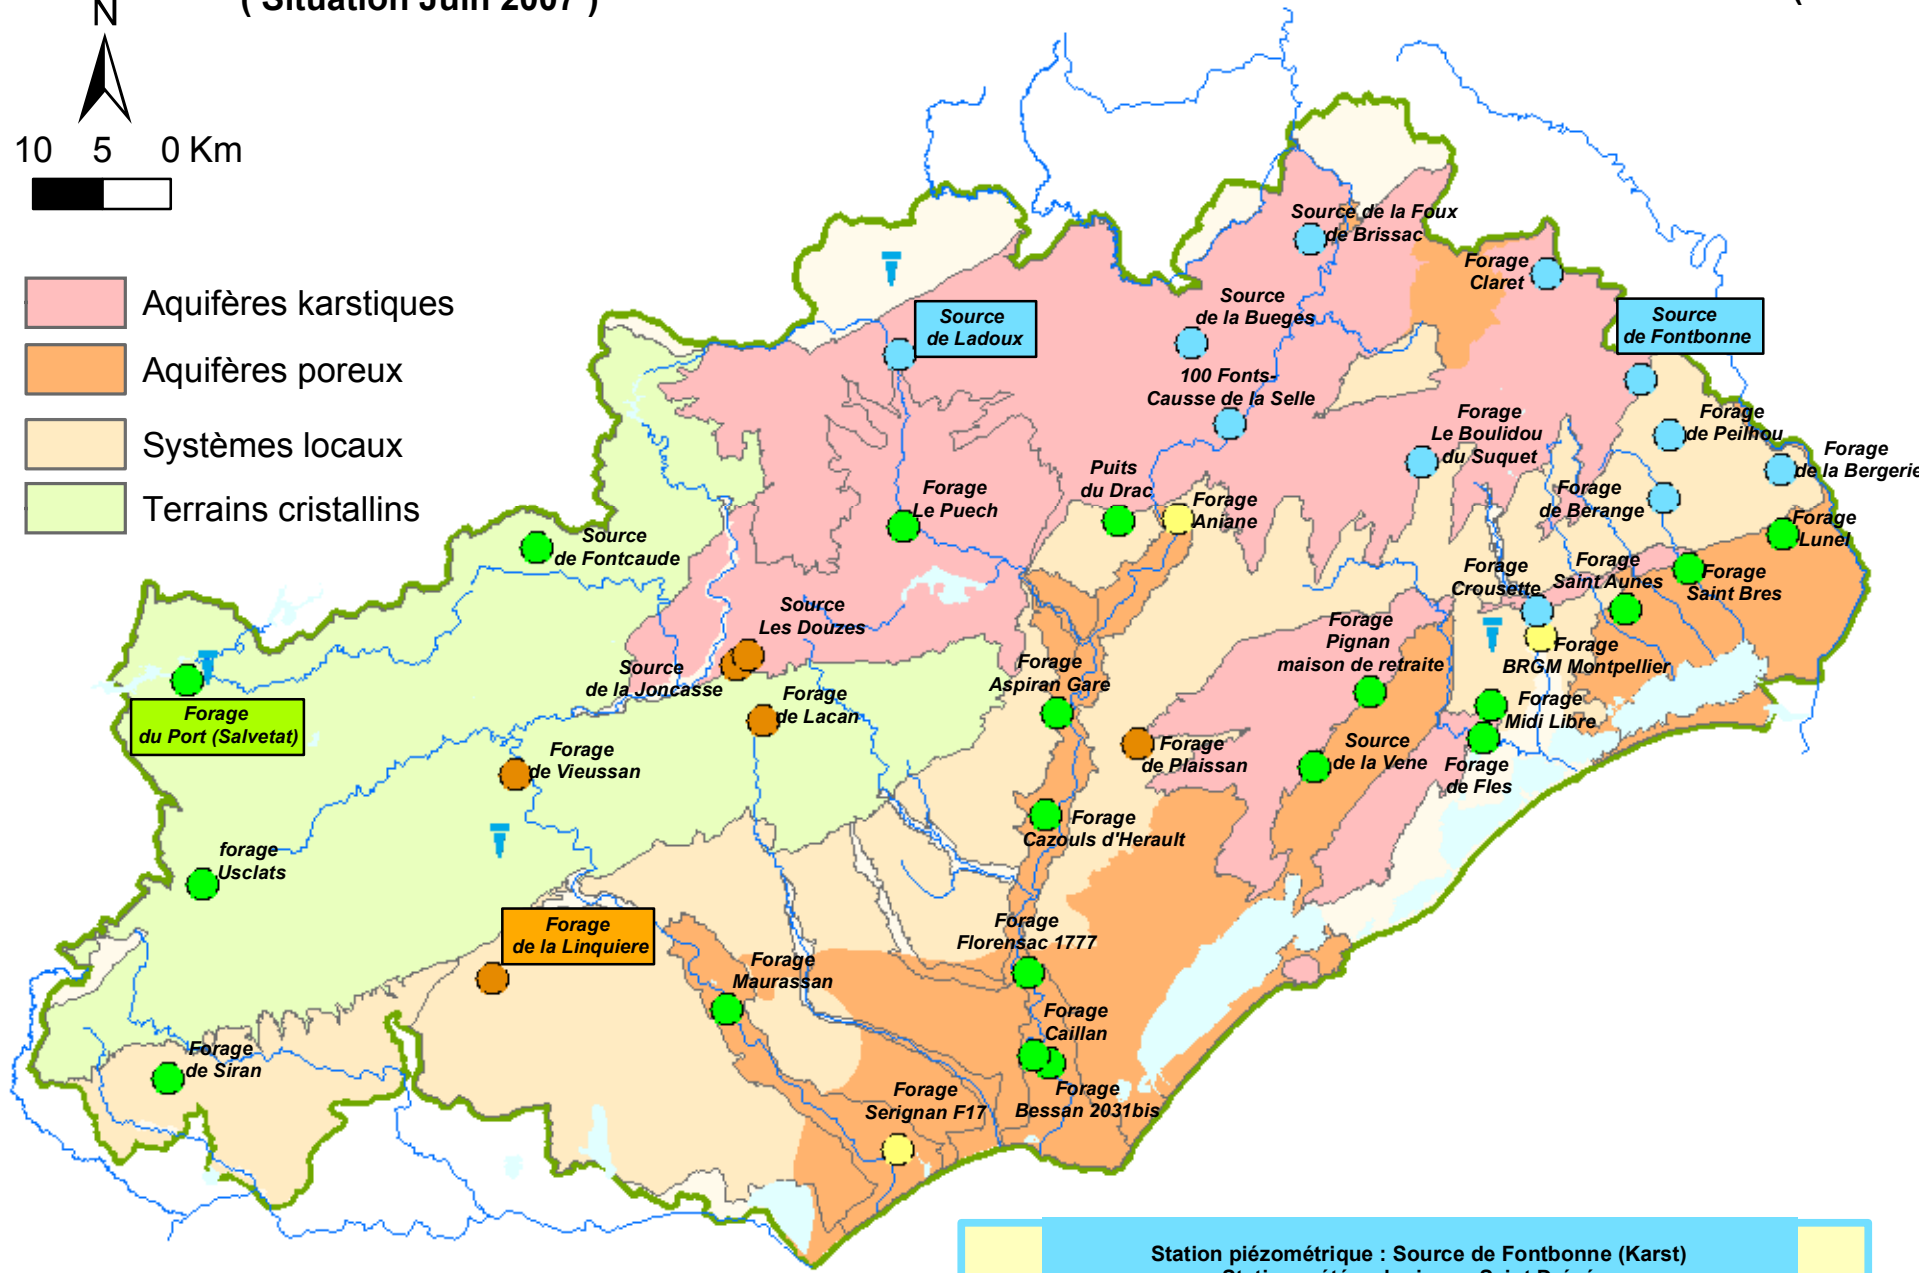 ( Situation Juin 2007 )
(
N
10 5 0 Km
Aquifères karstiques
Aquifères poreux
Systèmes locaux
Terrains cristallins
Source de la Foux
de Brissac
Forage
Claret
Source
de la Bueges
Source
de Ladoux
Source
de Fontbonne
100 Fonts-
Causse de la Selle
Forage
Le Boulidou
du Suquet
Forage
de Peilhou
Forage
de la Bergerie
Puits
du Drac
Forage
Le Puech
Forage
Aniane
Forage
de Berange
Forage
Lunel
Source
de Fontcaude
Forage
Crousette
Forage
Saint Aunes
Forage
Saint Bres
Source
Les Douzes
Forage
Pignan
maison de retraite
Forage
BRGM Montpellier
Source
de la Joncasse
Forage
Aspiran Gare
Forage
de Lacan
Forage
Midi Libre
Forage
du Port (Salvetat)
Forage
de Vieussan
Forage
de Plaissan
Source
de la Vene
Forage
de Fles
Forage
Cazouls d'Herault
forage
Usclats
Forage
de la Linquiere
Forage
Florensac 1777
Forage
Maurassan
Forage
Caillan
Forage
de Siran
Forage
Serignan F17
Forage
Bessan 2031bis
Station piézométrique : Source de Fontbonne (Karst)